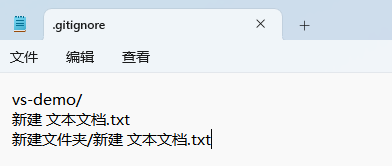 .gitignore
文件 编辑 查看
vs-demo/
新建 文本文档.txt
新建文件夹/新建 文本文档.txt